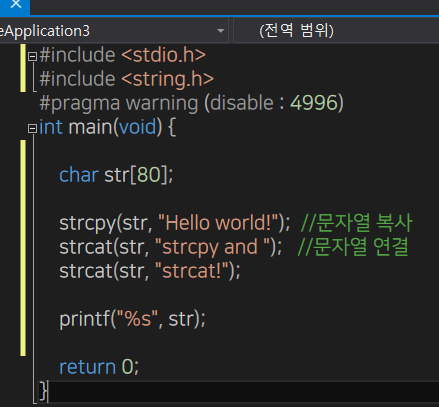 eApplication3 (전역 범위)
#include <stdio.h>
#include <string.h>
#pragma warning (disable : 4996)
int main(void) {
char str[80];
strcpy(str, "Hello world!"); //문자열 복사
strcat(str, "strcpy and "); //문자열 연결
strcat(str, "strcat!");
printf("%s", str);
return 0;
}